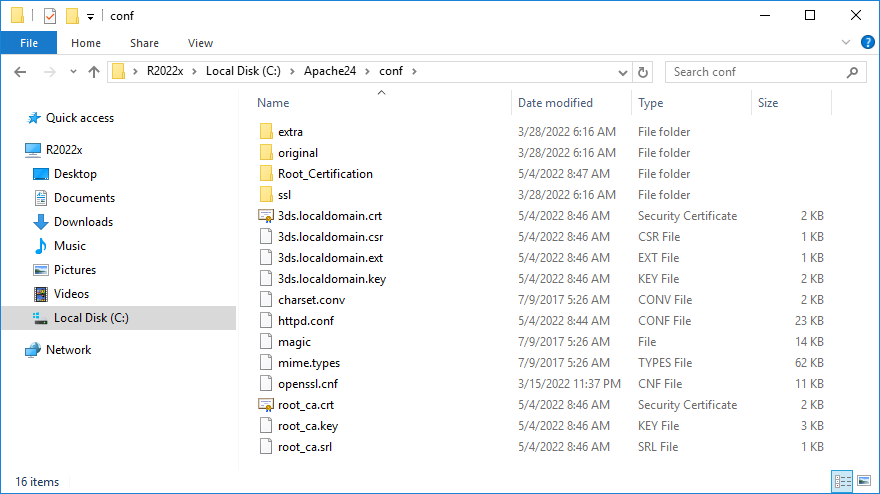 conf
File Home Share View
R2022x Local Disk (C:) Apache24 conf Search conf
Name Date modified Type Size
Quick access
R2022x
Desktop
Documents
Downloads
Music
Pictures
Videos
Local Disk (C:)
Network
extra 3/28/2022 6:16 AM File folder
original 3/28/2022 6:16 AM File folder
Root_Certification 5/4/2022 8:47 AM File folder
ssl 3/28/2022 6:16 AM File folder
3ds.localdomain.crt 5/4/2022 8:46 AM Security Certificate 2 KB
3ds.localdomain.csr 5/4/2022 8:46 AM CSR File 1 KB
3ds.localdomain.ext 5/4/2022 8:46 AM EXT File 1 KB
3ds.localdomain.key 5/4/2022 8:46 AM KEY File 2 KB
charset.conv 7/9/2017 5:26 AM CONV File 2 KB
httpd.conf 5/4/2022 8:44 AM CONF File 23 KB
magic 7/9/2017 5:26 AM File 14 KB
mime.types 7/9/2017 5:26 AM TYPES File 62 KB
openssl.cnf 3/15/2022 11:37 PM CNF File 11 KB
root_ca.crt 5/4/2022 8:46 AM Security Certificate 2 KB
root_ca.key 5/4/2022 8:46 AM KEY File 3 KB
root_ca.srl 5/4/2022 8:46 AM SRL File 1 KB
16 items